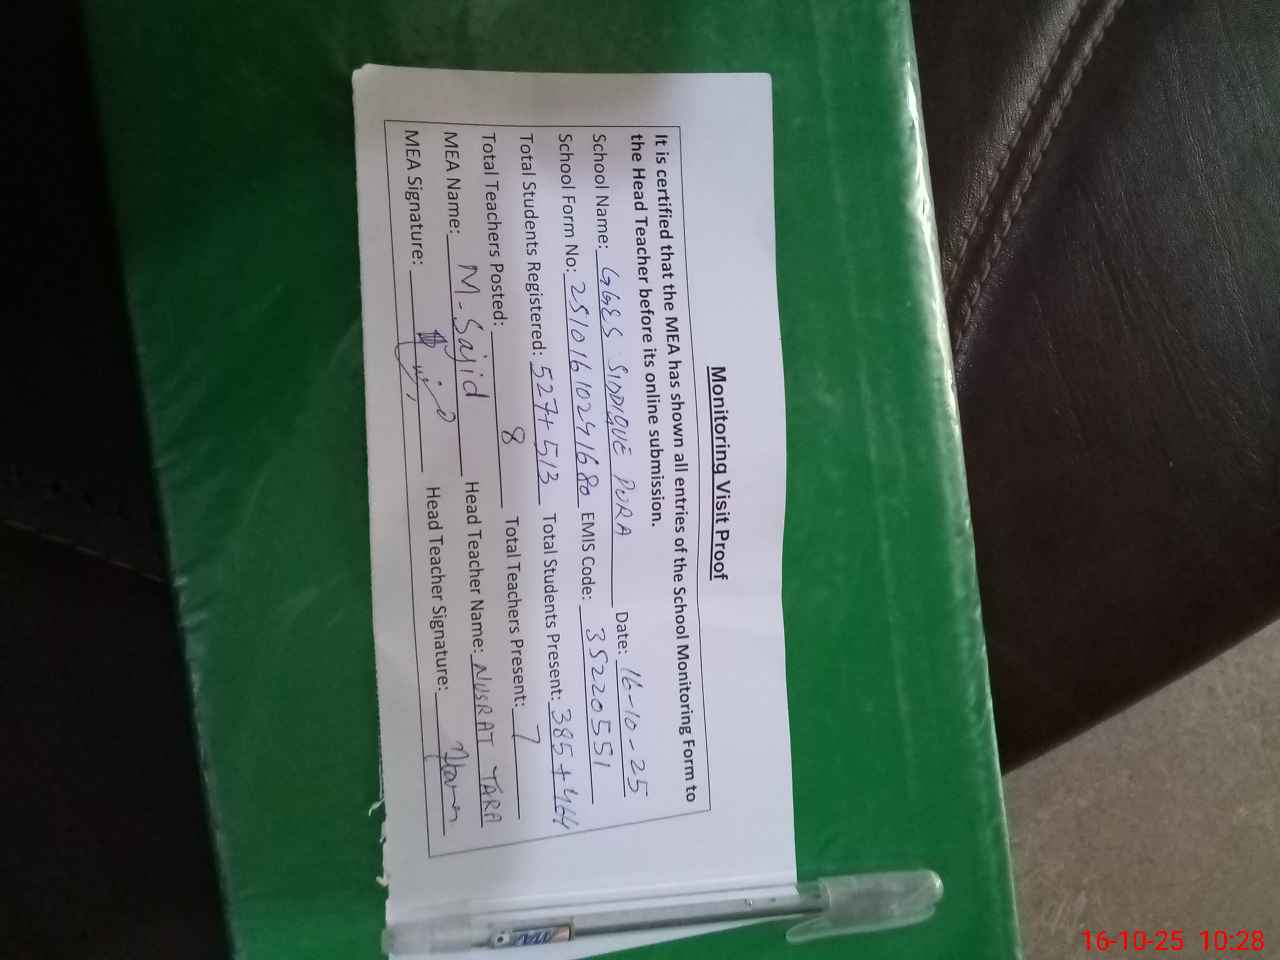 Monitoring Visit Proof
It is certified that the MEA has shown all entries of the School Monitoring Form to
the Head Teacher before its online submission.
School Name: GGES SIDDIQUE PURA Date: 16-10-25
School Form No: 251016102941680 EMIS Code: 35220551
Total Students Registered: 527+513 Total Students Present: 385+464
Total Teachers Posted: 8 Total Teachers Present: 7
MEA Name: M. Sajid Head Teacher Name: NUSRAT TARA
MEA Signature: Head Teacher Signature:
16-10-25 10:28